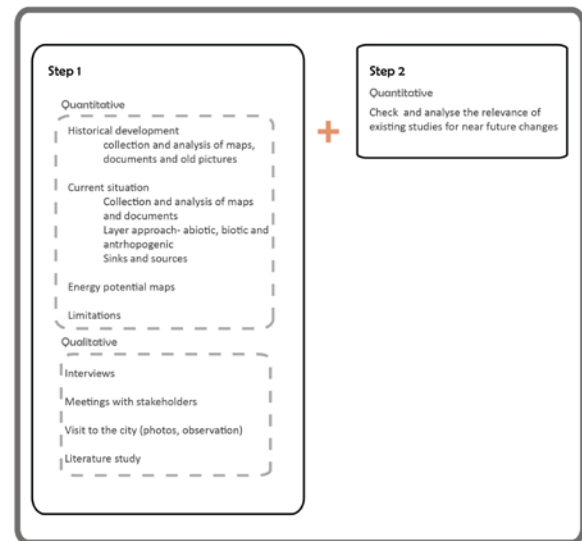 Step 1
Quantitative
Historical development
collection and analysis of maps,
documents and old pictures
Current situation
Collection and analysis of maps
and documents
Layer approach- abiotic, biotic and
antrhopogenic
Sinks and sources
Energy potential maps
Limitations
Qualitative
Interviews
Meetings with stakeholders
Visit to the city (photos, observation)
Literature study
+
Step 2
Quantitative
Check and analyse the relevance of
existing studies for near future changes